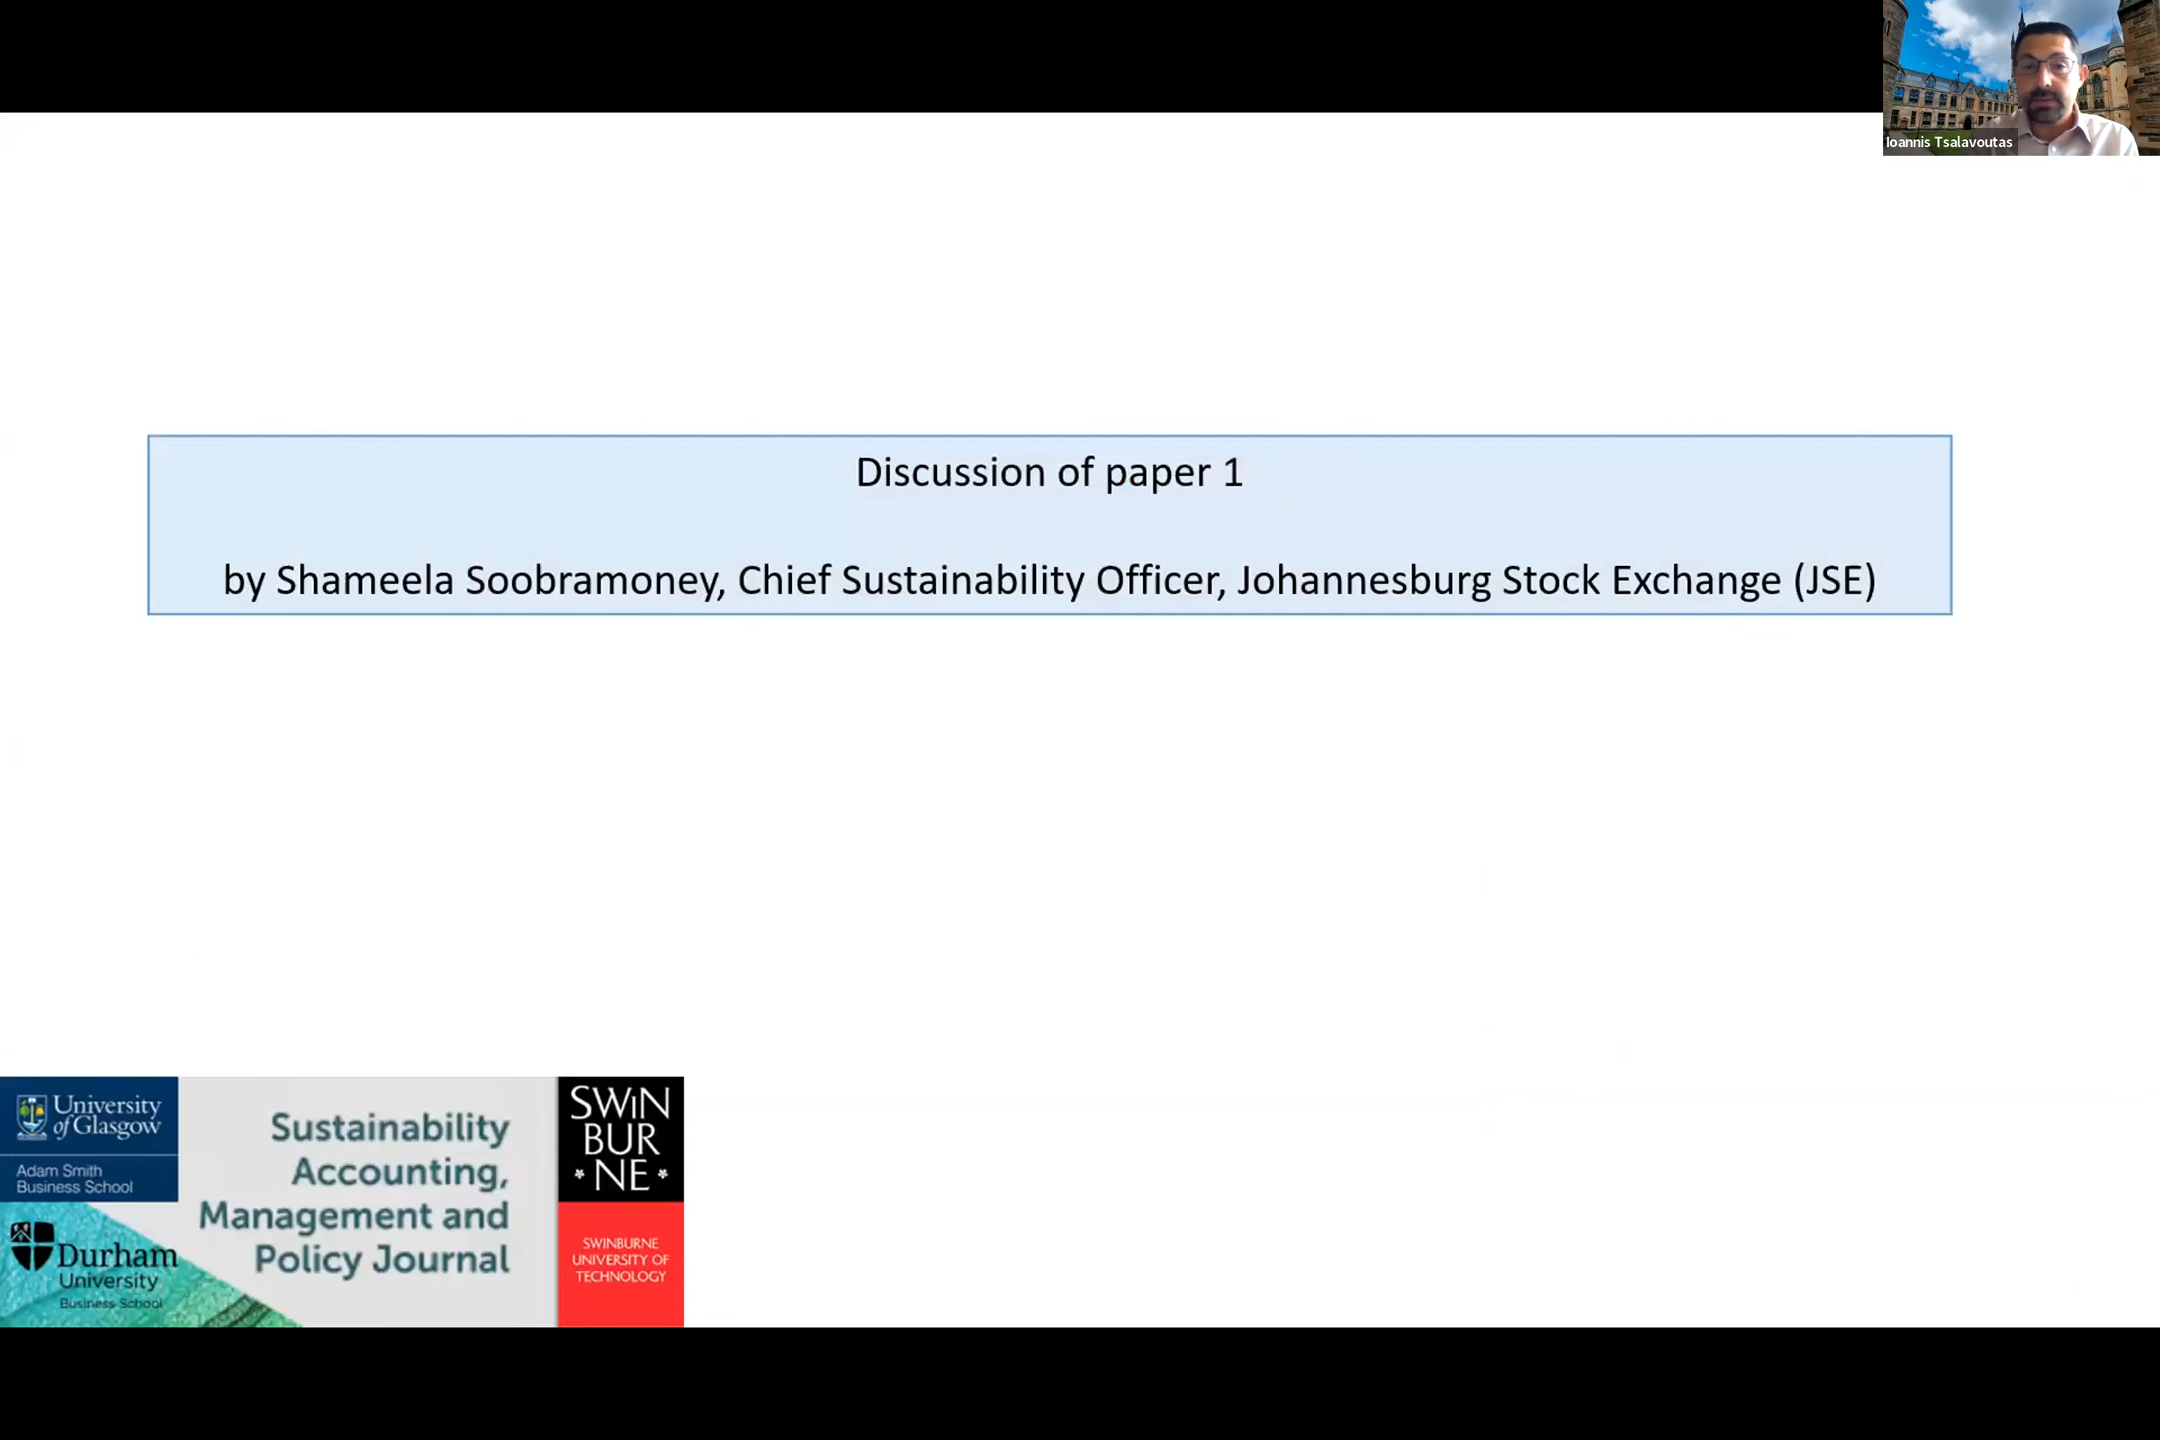 Ioannis Tsalavoutas
Discussion of paper 1
by Shameela Soobramoney, Chief Sustainability Officer, Johannesburg Stock Exchange (JSE)
University
of Glasgow
Adam Smith
Business School
Durham
University
Business School
Sustainability
Accounting,
Management and
Policy Journal
SWIN
BUR
NE
SWINBURNE
UNIVERSITY OF
TECHNOLOGY